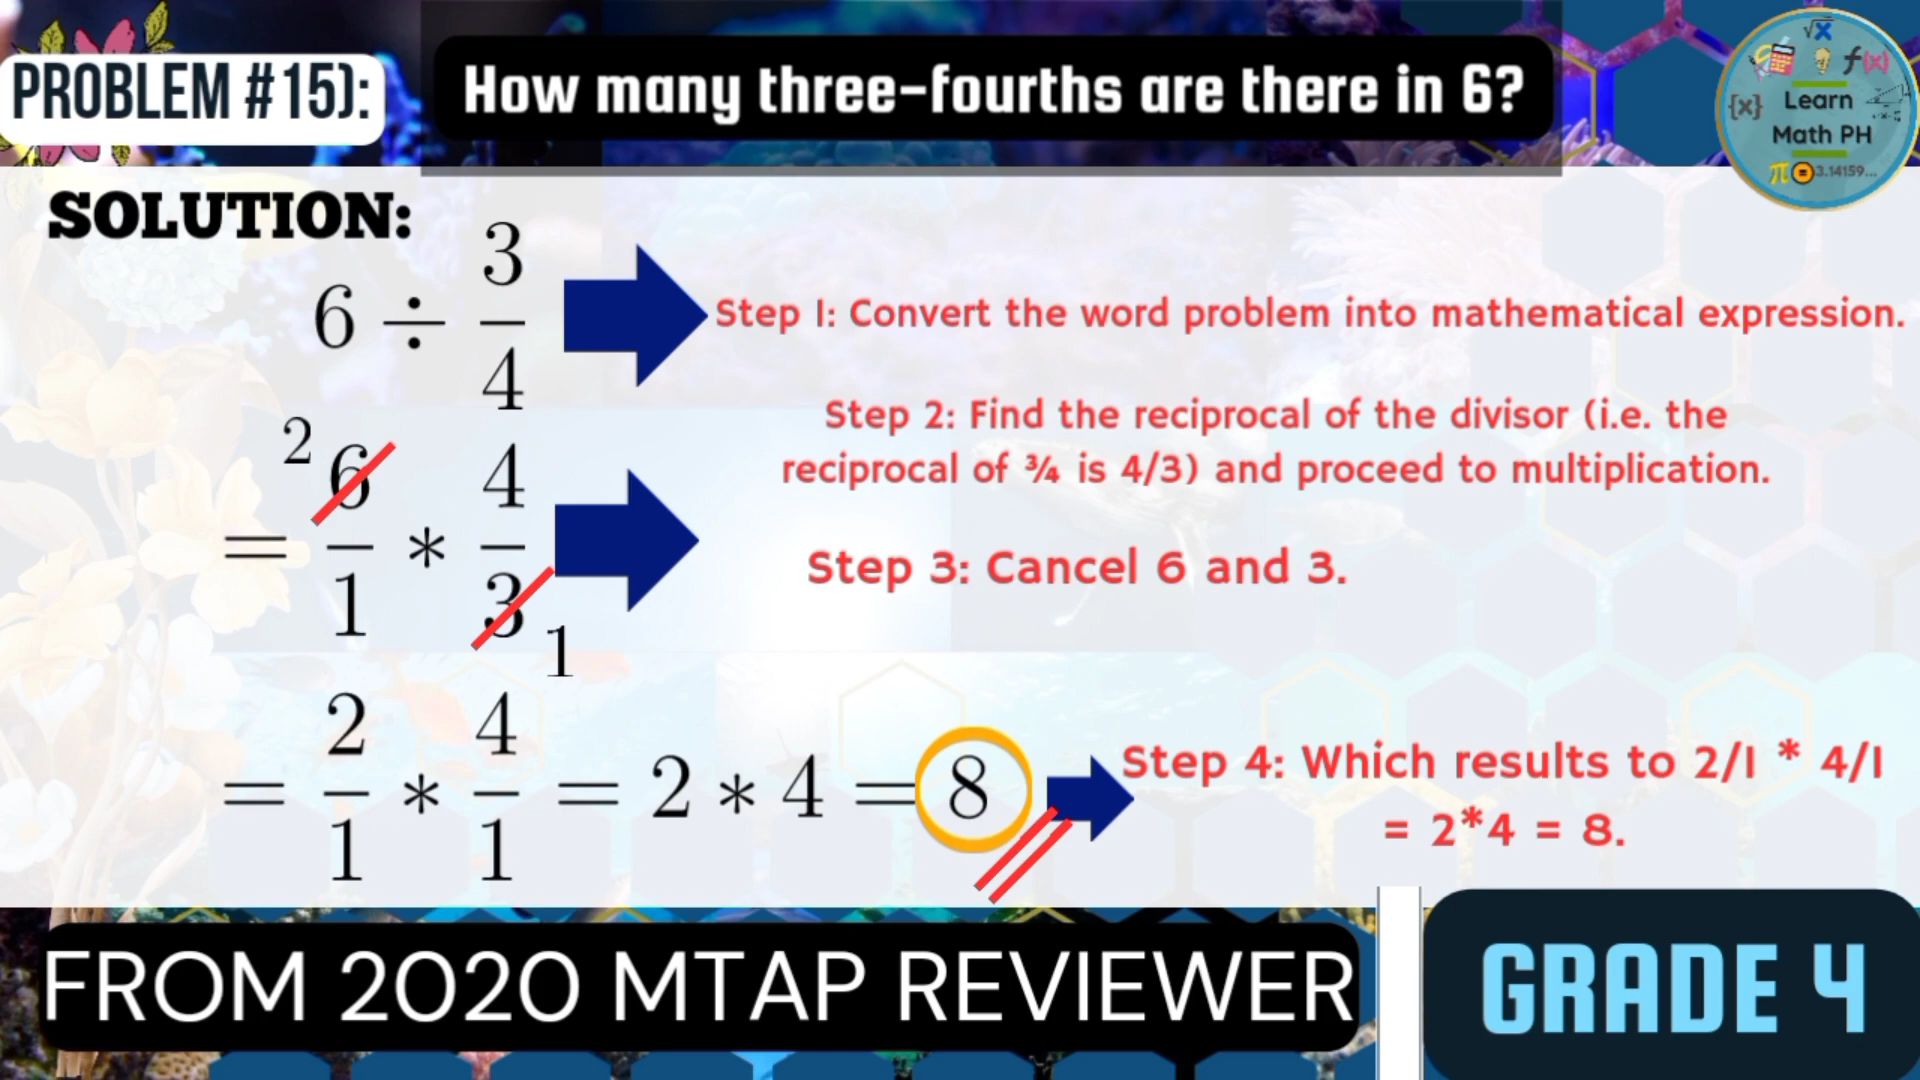 PROBLEM #15):
How many three-fourths are there in 6?
√X
f(x)
{x}
Learn
Math PH
π = 3.14159...
SOLUTION:
6 ÷ 3/4
Step 1: Convert the word problem into mathematical expression.
Step 2: Find the reciprocal of the divisor (i.e. the
reciprocal of ¾ is 4/3) and proceed to multiplication.
2
= 6/1 * 4/3
1
Step 3: Cancel 6 and 3.
= 2/1 * 4/1 = 2 * 4 = 8
Step 4: Which results to 2/1 * 4/1
= 2*4 = 8.
FROM 2020 MTAP REVIEWER
GRADE 4